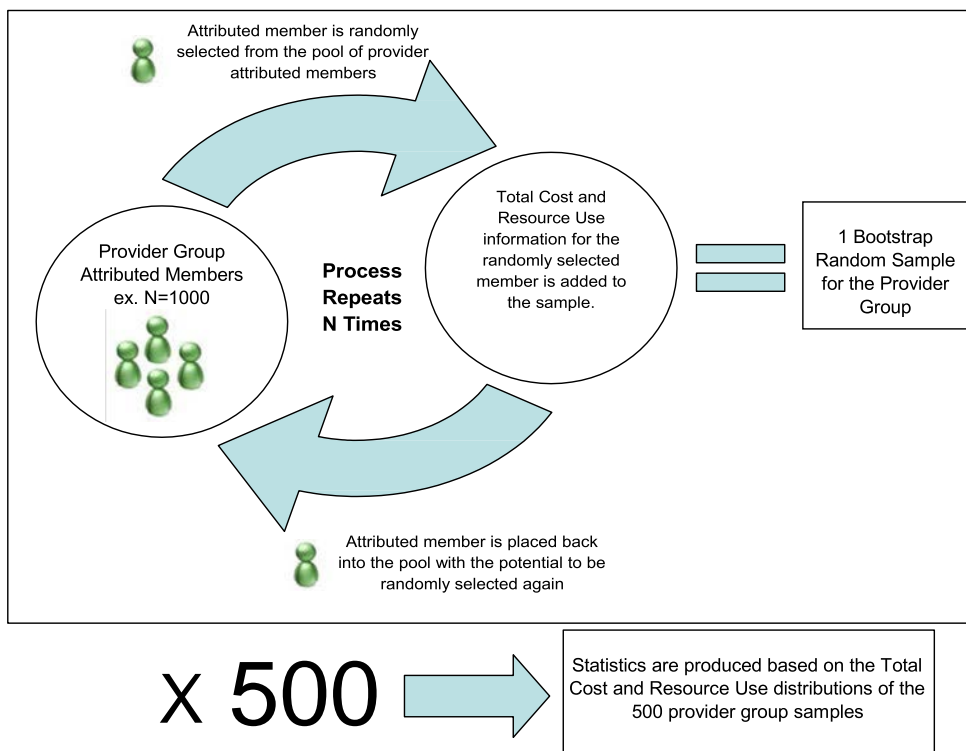 Attributed member is randomly
selected from the pool of provider
attributed members
Provider Group
Attributed Members
ex. N=1000
Process
Repeats
N Times
Total Cost and
Resource Use
information for the
randomly selected
member is added to
the sample.
1 Bootstrap
Random Sample
for the Provider
Group
Attributed member is placed back
into the pool with the potential to be
randomly selected again
X 500
Statistics are produced based on the Total
Cost and Resource Use distributions of the
500 provider group samples